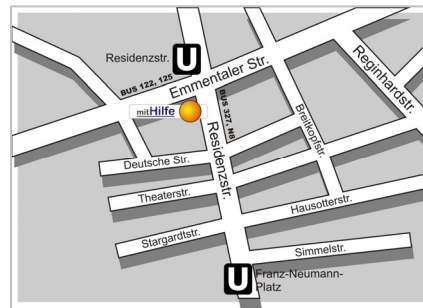 Residenzstr.
U
BUS 122, 125
Emmentaler Str.
Reginhardstr.
mitHilfe
BUS 327, N8
Residenzstr.
Breitkopfstr.
Deutsche Str.
Theaterstr.
Hausotterstr.
Stargardtstr.
Simmelstr.
U
Franz-Neumann-
Platz